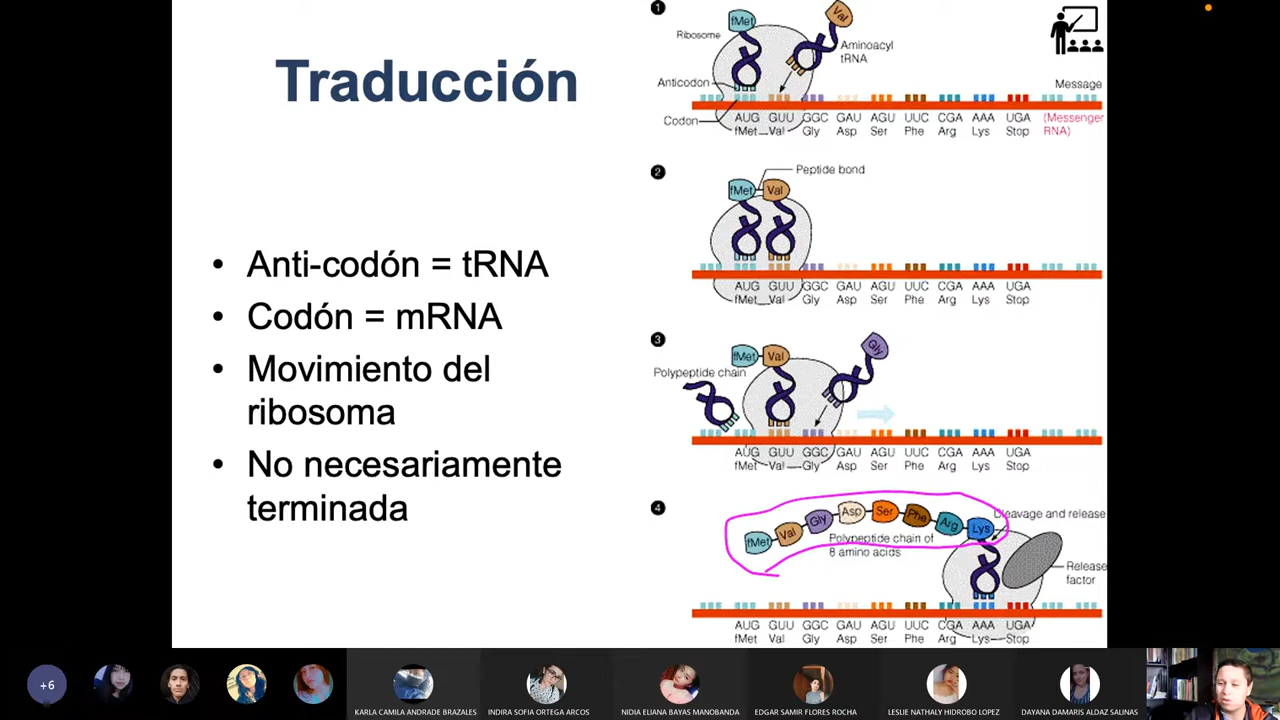 Traducción
• Anti-codón = tRNA
• Codón = mRNA
• Movimiento del
ribosoma
• No necesariamente
terminada
1
fMet
Val
Ribosome
Aminoacyl
tRNA
Anticodon
Message
Codon
AUG GUU GGC GAU AGU UUC CGA AAA UGA (Messenger
fMet Val Gly Asp Ser Phe Arg Lys Stop RNA)
2
Peptide bond
fMet Val
AUG GUU GGC GAU AGU UUC CGA AAA UGA
fMet Val Gly Asp Ser Phe Arg Lys Stop
3
fMet Val Gly
Polypeptide chain
AUG GUU GGC GAU AGU UUC CGA AAA UGA
fMet Val Gly Asp Ser Phe Arg Lys Stop
4
fMet Val Gly Asp Ser Phe Arg Lys
Cleavage and release
Polypeptide chain of
8 amino acids
Release
factor
AUG GUU GGC GAU AGU UUC CGA AAA UGA
fMet Val Gly Asp Ser Phe Arg Lys Stop
+6
KARLA CAMILA ANDRADE BRAZALES
INDIRA SOFIA ORTEGA ARCOS
NIDIA ELIANA BAYAS MANOBANDA
EDGAR SAMIR FLORES ROCHA
LESLIE NATHALY HIDROBO LOPEZ
DAYANA DAMARIS ALDAZ SALINAS